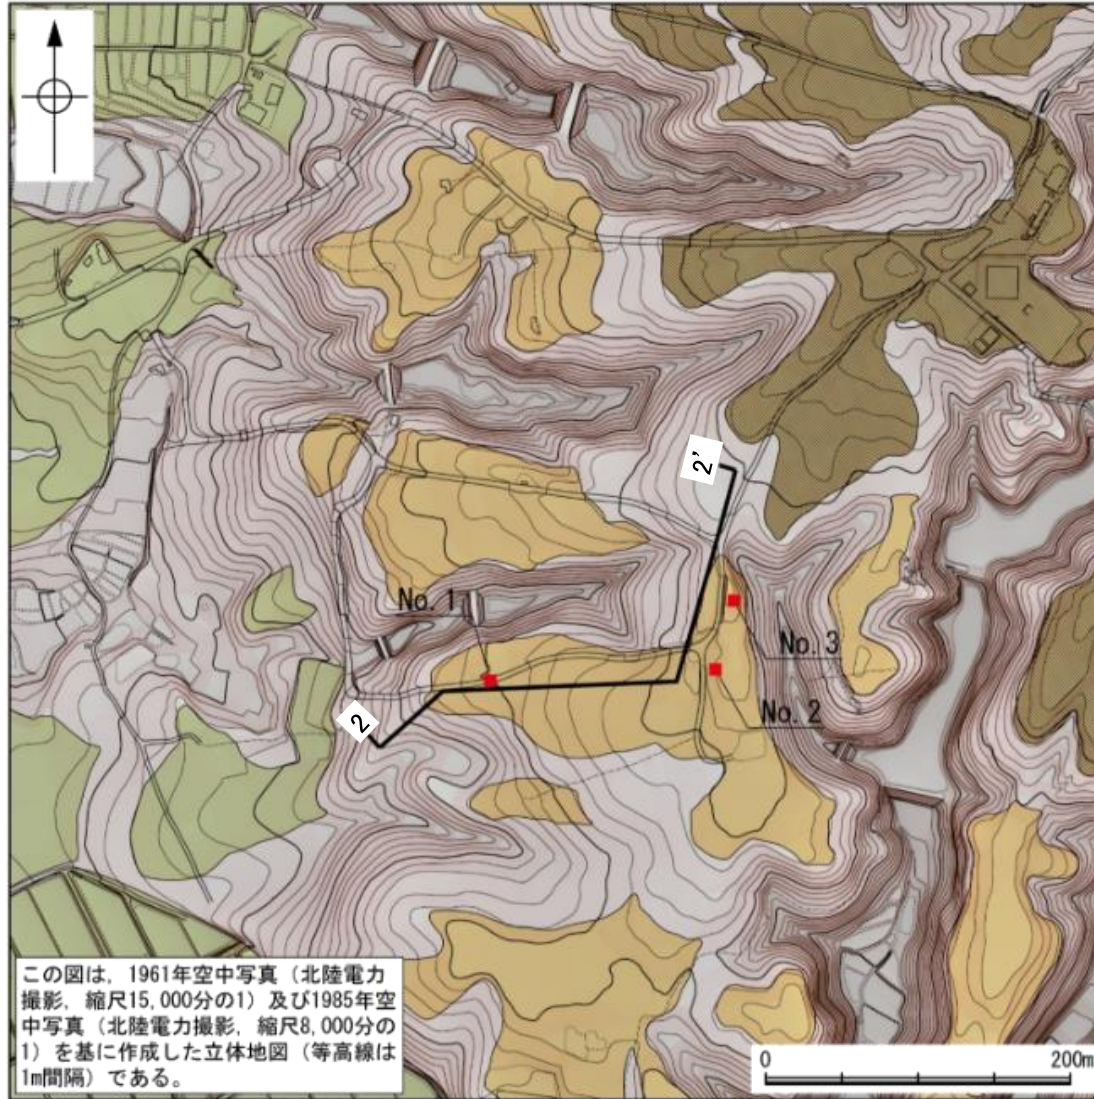 2’
No. 1
No. 3
No. 2
2
この図は，1961年空中写真（北陸電力
撮影，縮尺15,000分の1）及び1985年空
中写真（北陸電力撮影，縮尺8,000分の
1）を基に作成した立体地図（等高線は
1m間隔）である。
0 200m